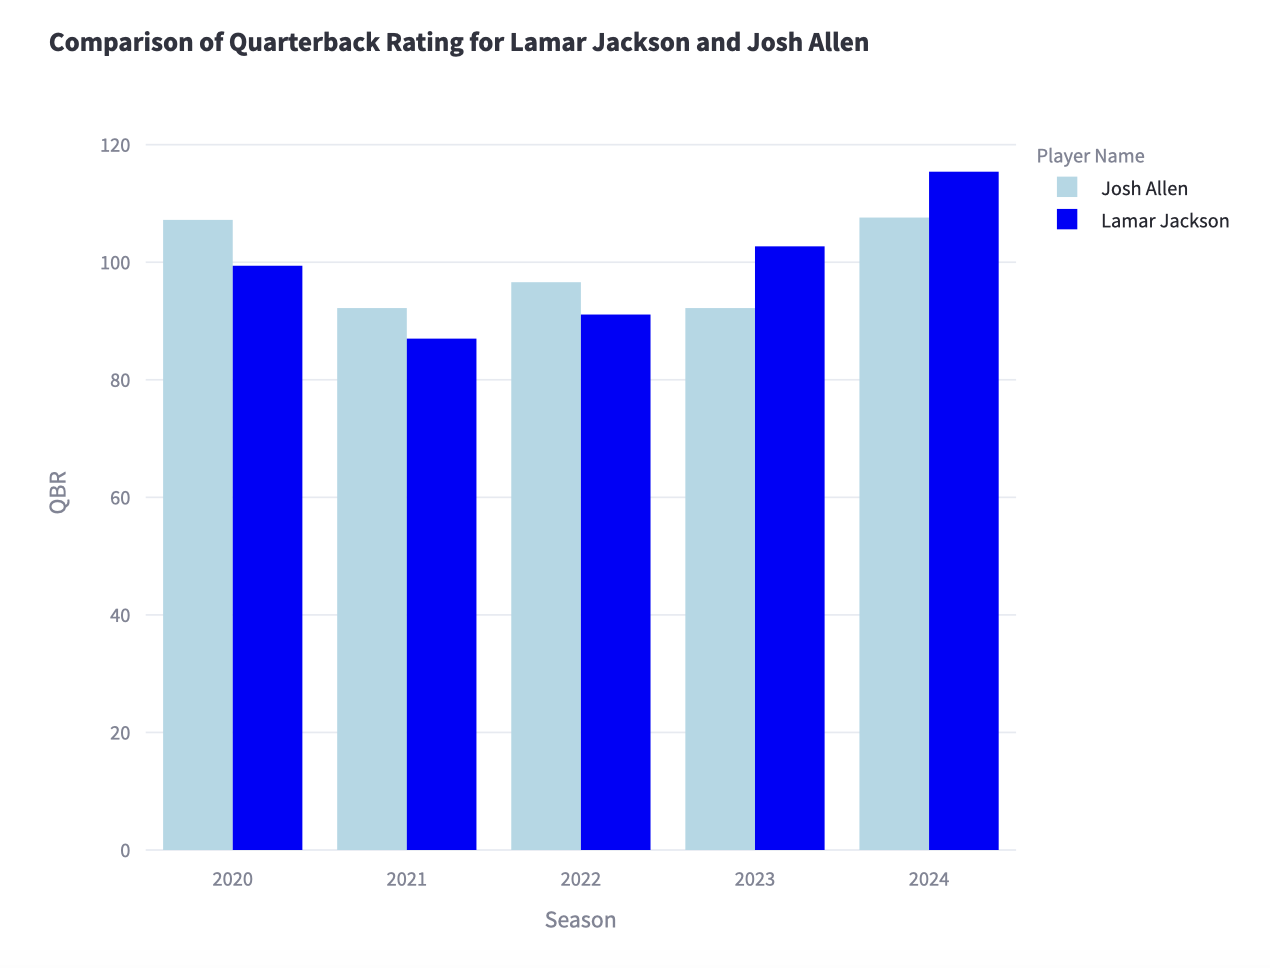 Comparison of Quarterback Rating for Lamar Jackson and Josh Allen
120
100
80
60
40
20
0
QBR
2020 2021 2022 2023 2024
Season
Player Name
Josh Allen
Lamar Jackson